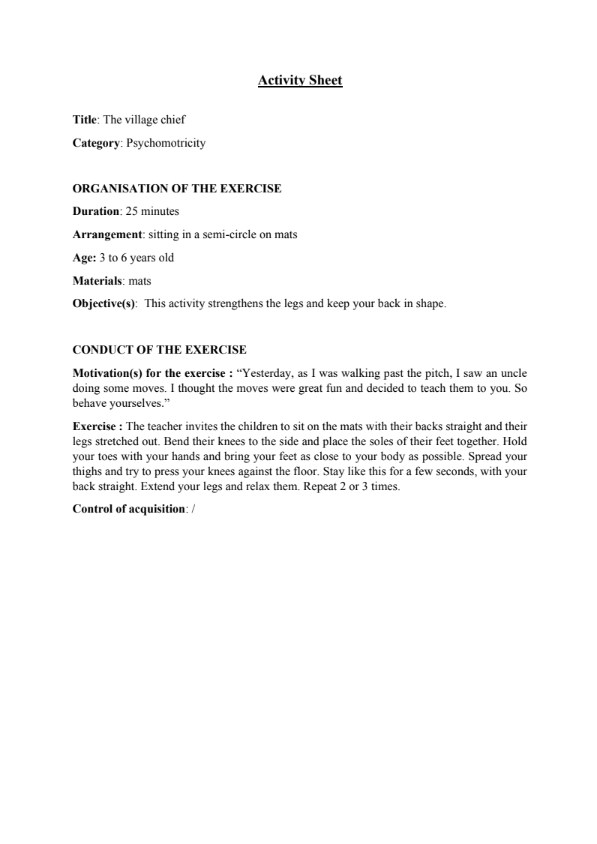 Activity Sheet
Title: The village chief
Category: Psychomotricity
ORGANISATION OF THE EXERCISE
Duration: 25 minutes
Arrangement: sitting in a semi-circle on mats
Age: 3 to 6 years old
Materials: mats
Objective(s):  This activity strengthens the legs and keep your back in shape.
CONDUCT OF THE EXERCISE
Motivation(s) for the exercise : “Yesterday, as I was walking past the pitch, I saw an uncle
doing some moves. I thought the moves were great fun and decided to teach them to you. So
behave yourselves.”
Exercise : The teacher invites the children to sit on the mats with their backs straight and their
legs stretched out. Bend their knees to the side and place the soles of their feet together. Hold
your toes with your hands and bring your feet as close to your body as possible. Spread your
thighs and try to press your knees against the floor. Stay like this for a few seconds, with your
back straight. Extend your legs and relax them. Repeat 2 or 3 times.
Control of acquisition: /